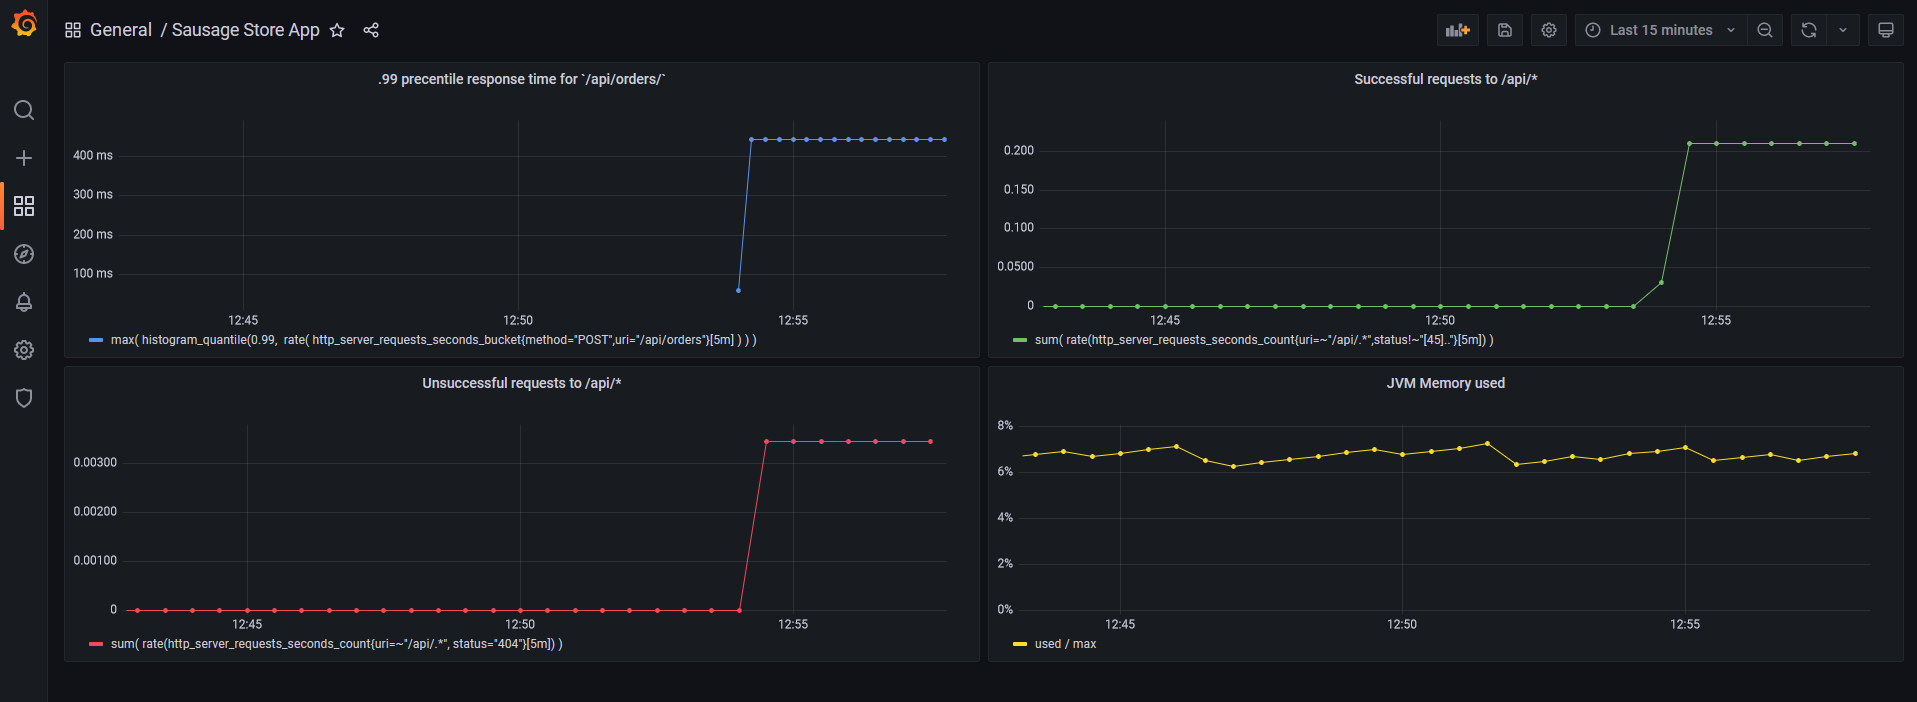 General / Sausage Store App
Last 15 minutes
.99 precentile response time for `/api/orders/`
400 ms
300 ms
200 ms
100 ms
12:45 12:50 12:55
max( histogram_quantile(0.99, rate( http_server_requests_seconds_bucket{method="POST",uri="/api/orders"}[5m] ) ) )
Successful requests to /api/*
0.200
0.150
0.100
0.0500
0
12:45 12:50 12:55
sum( rate(http_server_requests_seconds_count{uri=~"/api/.*",status!~"[45].."}[5m]) )
Unsuccessful requests to /api/*
0.00300
0.00200
0.00100
0
12:45 12:50 12:55
sum( rate(http_server_requests_seconds_count{uri=~"/api/.*", status="404"}[5m]) )
JVM Memory used
8%
6%
4%
2%
0%
12:45 12:50 12:55
used / max